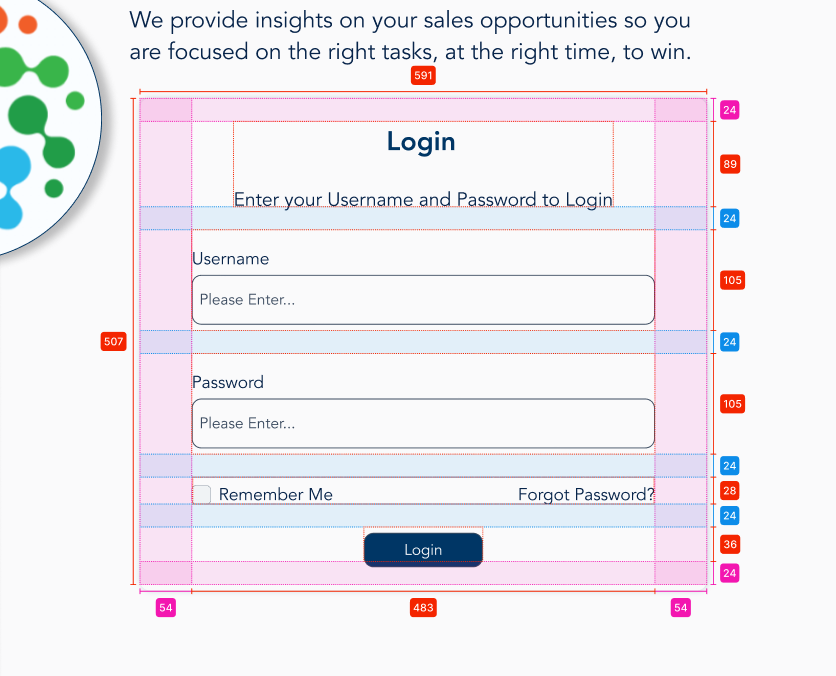 We provide insights on your sales opportunities so you
are focused on the right tasks, at the right time, to win.
591
24
Login
89
Enter your Username and Password to Login
24
Username
105
Please Enter...
507
24
Password
105
Please Enter...
24
Remember Me Forgot Password? 28
24
Login 36
24
54 483 54